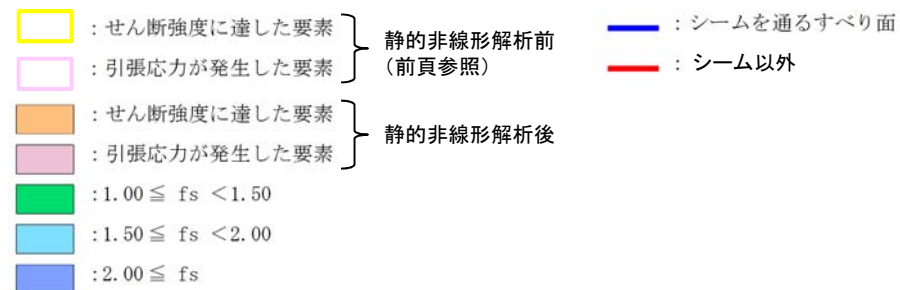 ：せん断強度に達した要素
：引張応力が発生した要素
静的非線形解析前
（前頁参照）
：せん断強度に達した要素
：引張応力が発生した要素
静的非線形解析後
:1.00≦ fs ＜1.50
:1.50≦ fs ＜2.00
:2.00≦ fs
：シームを通るすべり面
：シーム以外